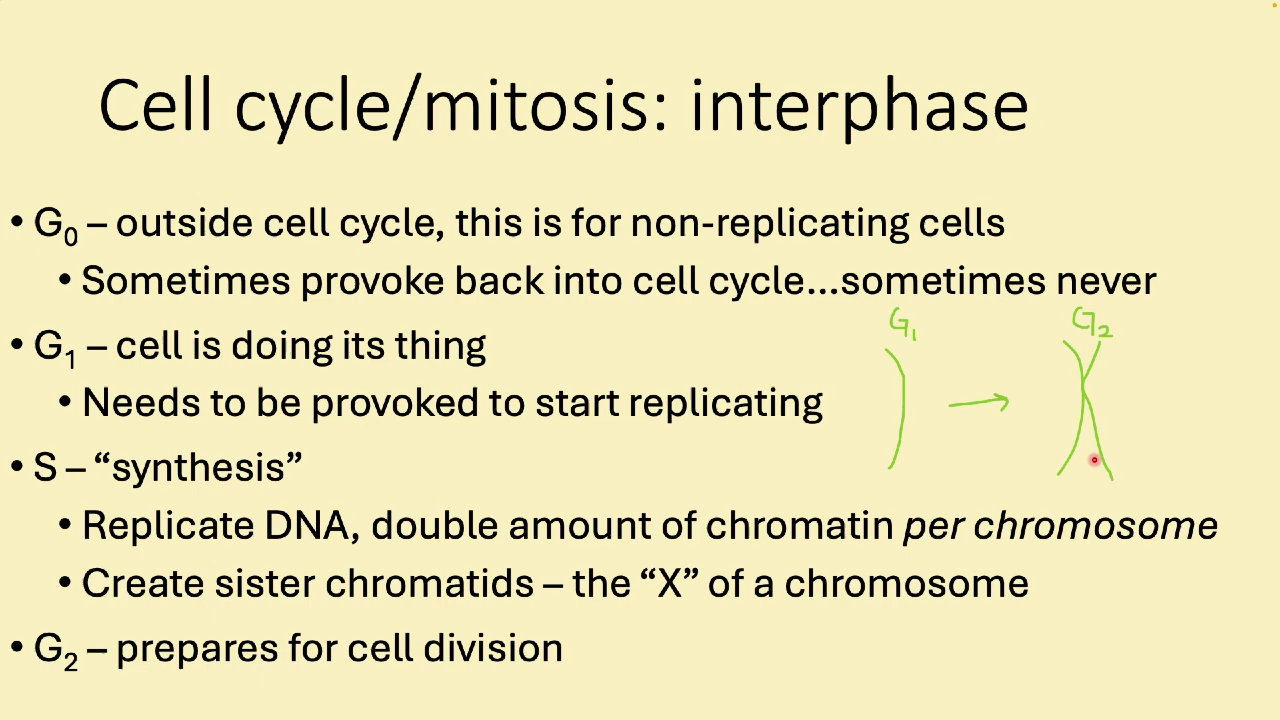 Cell cycle/mitosis: interphase
• G₀ – outside cell cycle, this is for non-replicating cells
• Sometimes provoke back into cell cycle...sometimes never
• G₁ – cell is doing its thing
• Needs to be provoked to start replicating
• S – “synthesis”
• Replicate DNA, double amount of chromatin per chromosome
• Create sister chromatids – the “X” of a chromosome
• G₂ – prepares for cell division
G₁
G₂